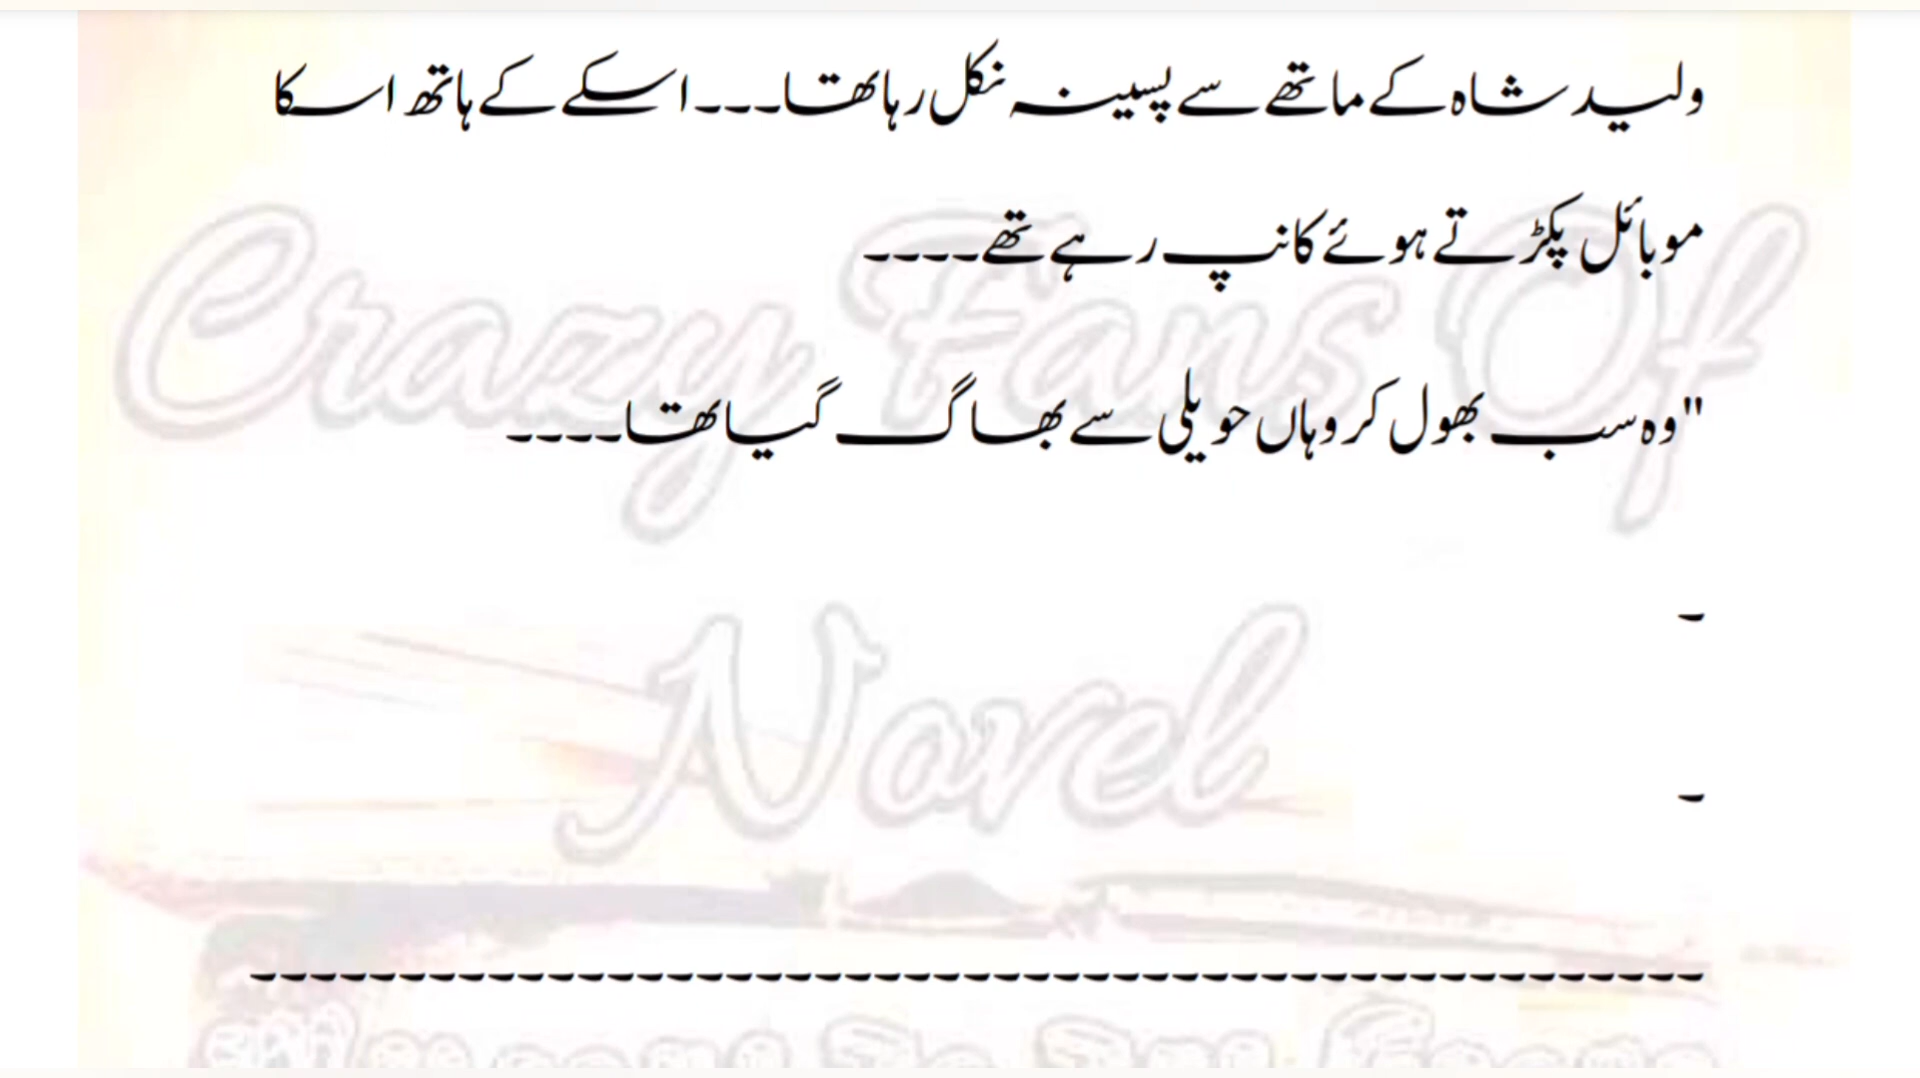 ولید شاہ کے ماتھے سے پسینہ نکل رہا تھا۔۔۔ اسکے کے ہاتھ اسکا
موبائل پکڑتے ہوئے کانپ رہے تھے۔۔۔۔
"وہ سب بھول کر وہاں حویلی سے بھاگ گیا تھا۔۔۔۔
Crazy Fans Of
Novel
۔
۔
۔۔۔۔۔۔۔۔۔۔۔۔۔۔۔۔۔۔۔۔۔۔۔۔۔۔۔۔۔۔۔۔۔۔۔۔۔۔۔۔۔۔۔۔۔۔۔۔۔